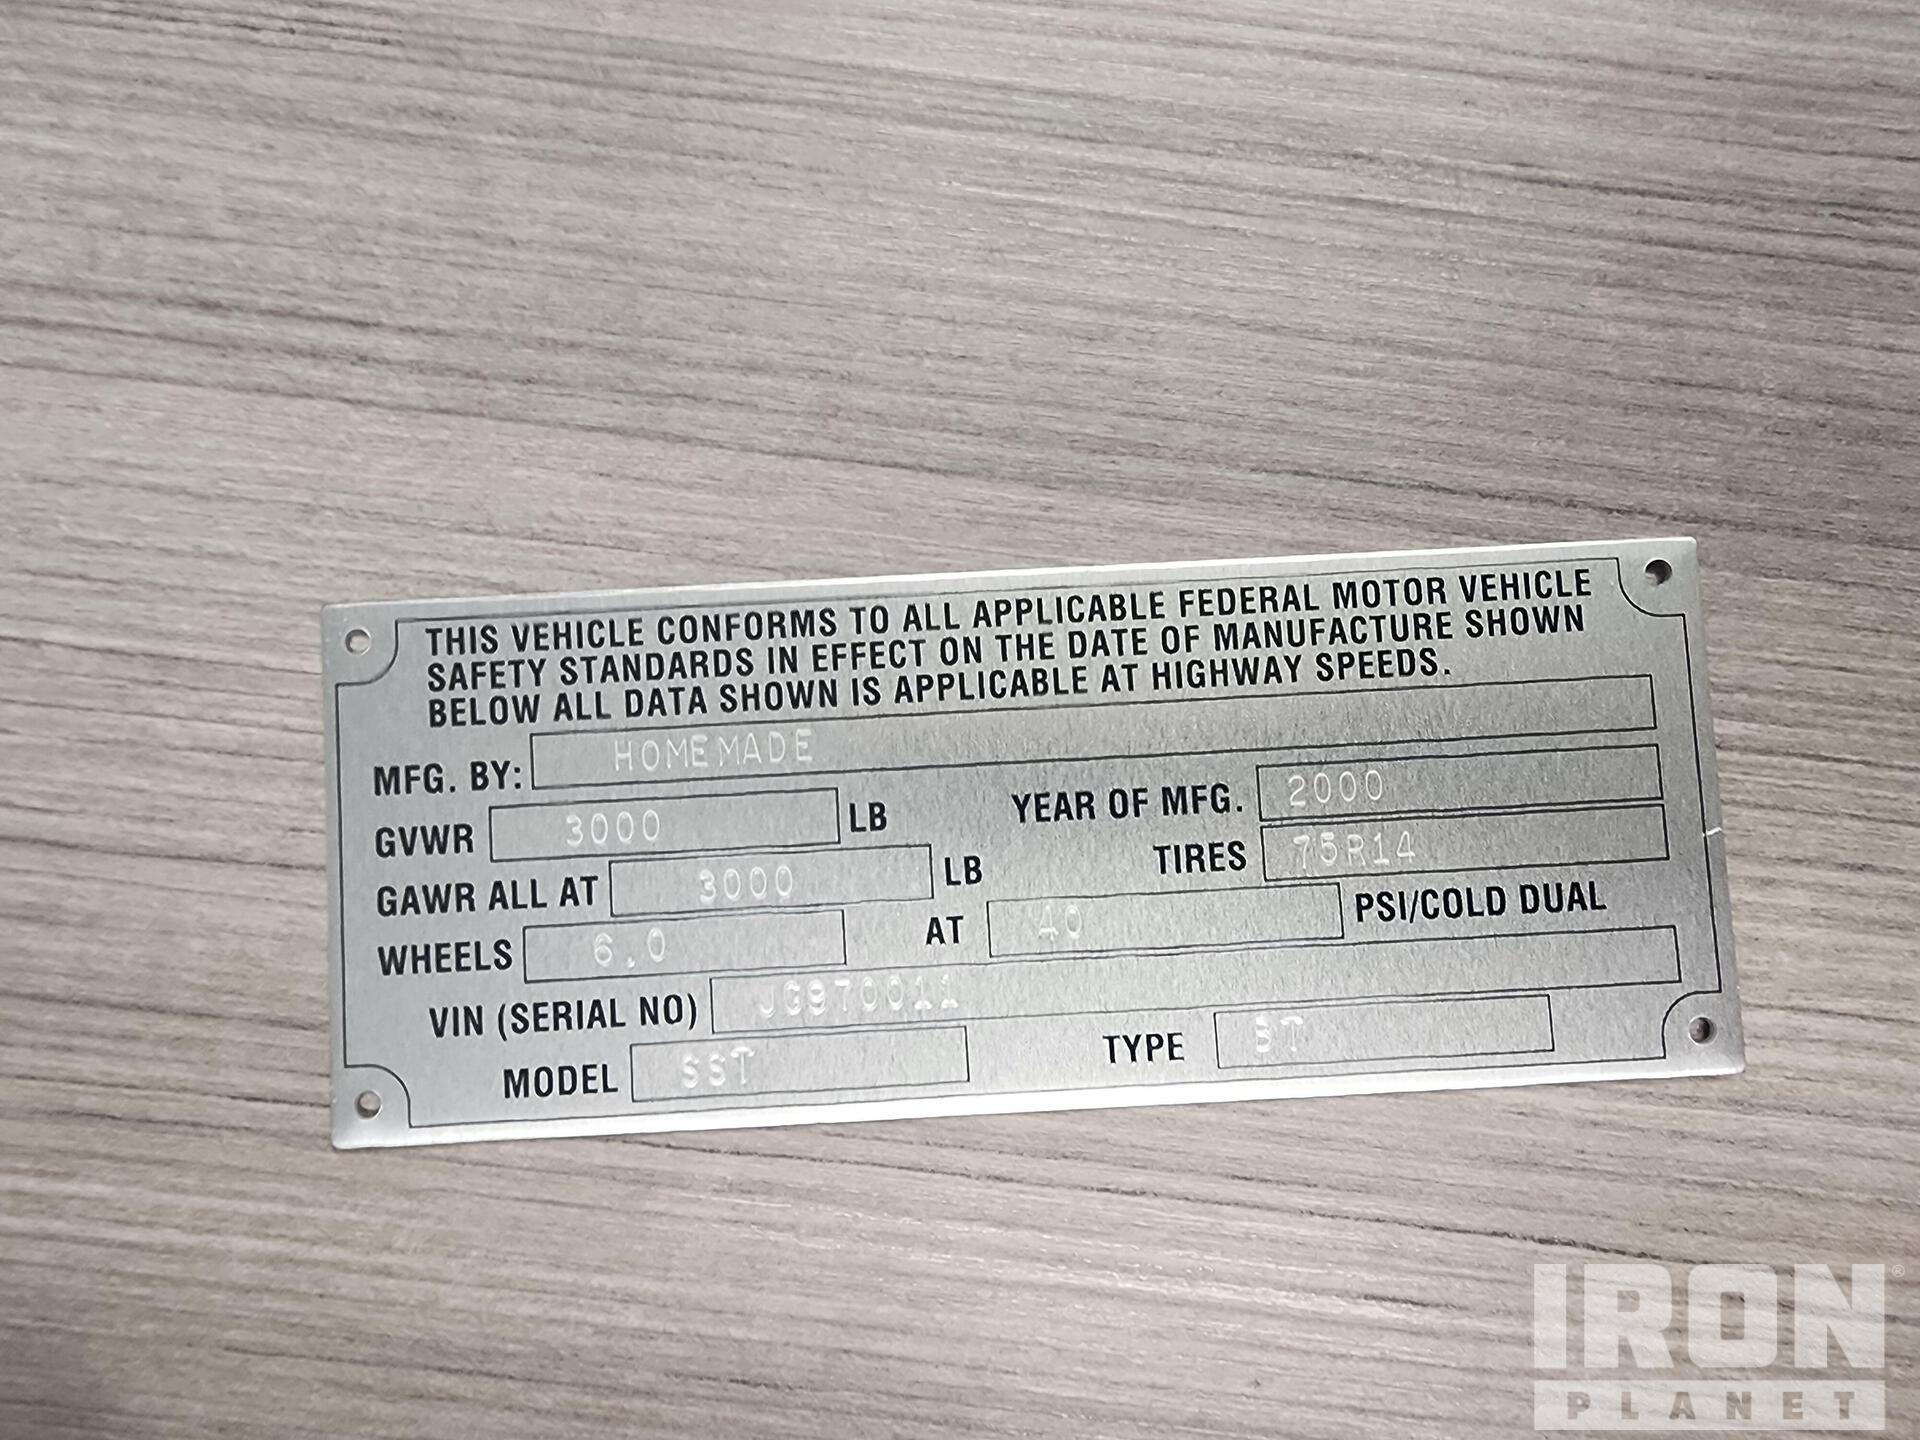 THIS VEHICLE CONFORMS TO ALL APPLICABLE FEDERAL MOTOR VEHICLE
SAFETY STANDARDS IN EFFECT ON THE DATE OF MANUFACTURE SHOWN
BELOW ALL DATA SHOWN IS APPLICABLE AT HIGHWAY SPEEDS.
MFG. BY: HOMEMADE
GVWR 3000 LB YEAR OF MFG. 2000
GAWR ALL AT 3000 LB TIRES 75R14
WHEELS 6.0 AT 40 PSI/COLD DUAL
VIN (SERIAL NO) JG970011
MODEL SST TYPE BT
IRON®
PLANET